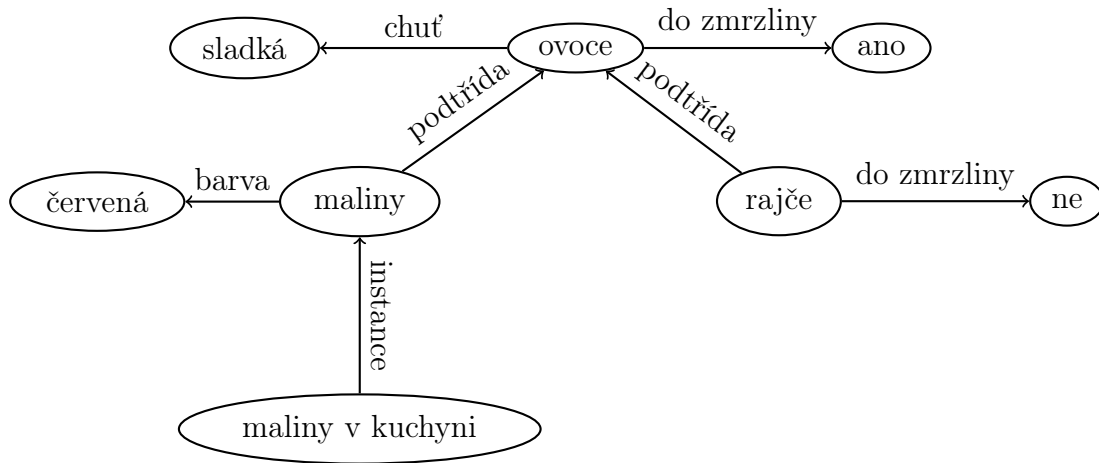 sladká
chuť
ovoce
do zmrzliny
ano
podtřída
podtřída
červená
barva
maliny
rajče
do zmrzliny
ne
instance
maliny v kuchyni